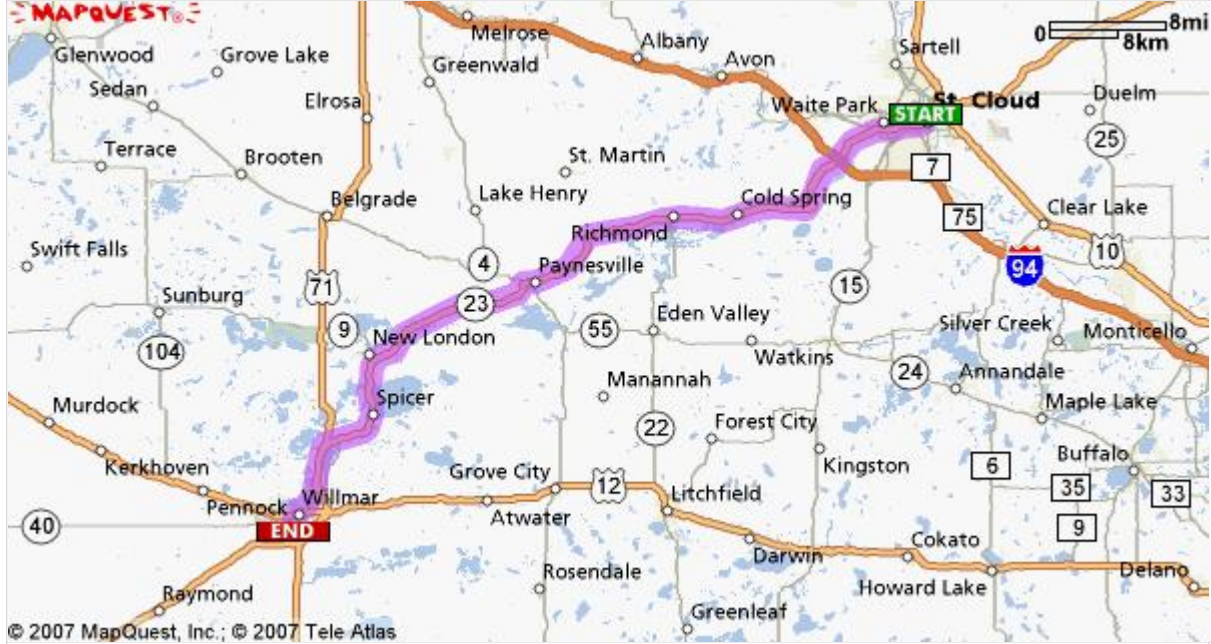 MAPQUEST®
8mi
0
8km
Melrose
Albany
Avon
Sartell
Glenwood
Grove Lake
Greenwald
Sedan
Elrosa
Waite Park
St. Cloud
START
Duelm
25
Terrace
Brooten
St. Martin
7
Lake Henry
Belgrade
Cold Spring
75
Clear Lake
Richmond
Swift Falls
4
Paynesville
94
10
71
23
15
Sunburg
9
New London
55
Eden Valley
Silver Creek
Monticello
104
Watkins
24
Manannah
Annandale
Murdock
Spicer
Maple Lake
22
Forest City
Buffalo
Kerkhoven
Grove City
Kingston
6
35
33
Pennock
Willmar
12
Litchfield
40
END
Atwater
9
Darwin
Cokato
Rosendale
Howard Lake
Delano
Raymond
Greenleaf
© 2007 MapQuest, Inc.; © 2007 Tele Atlas